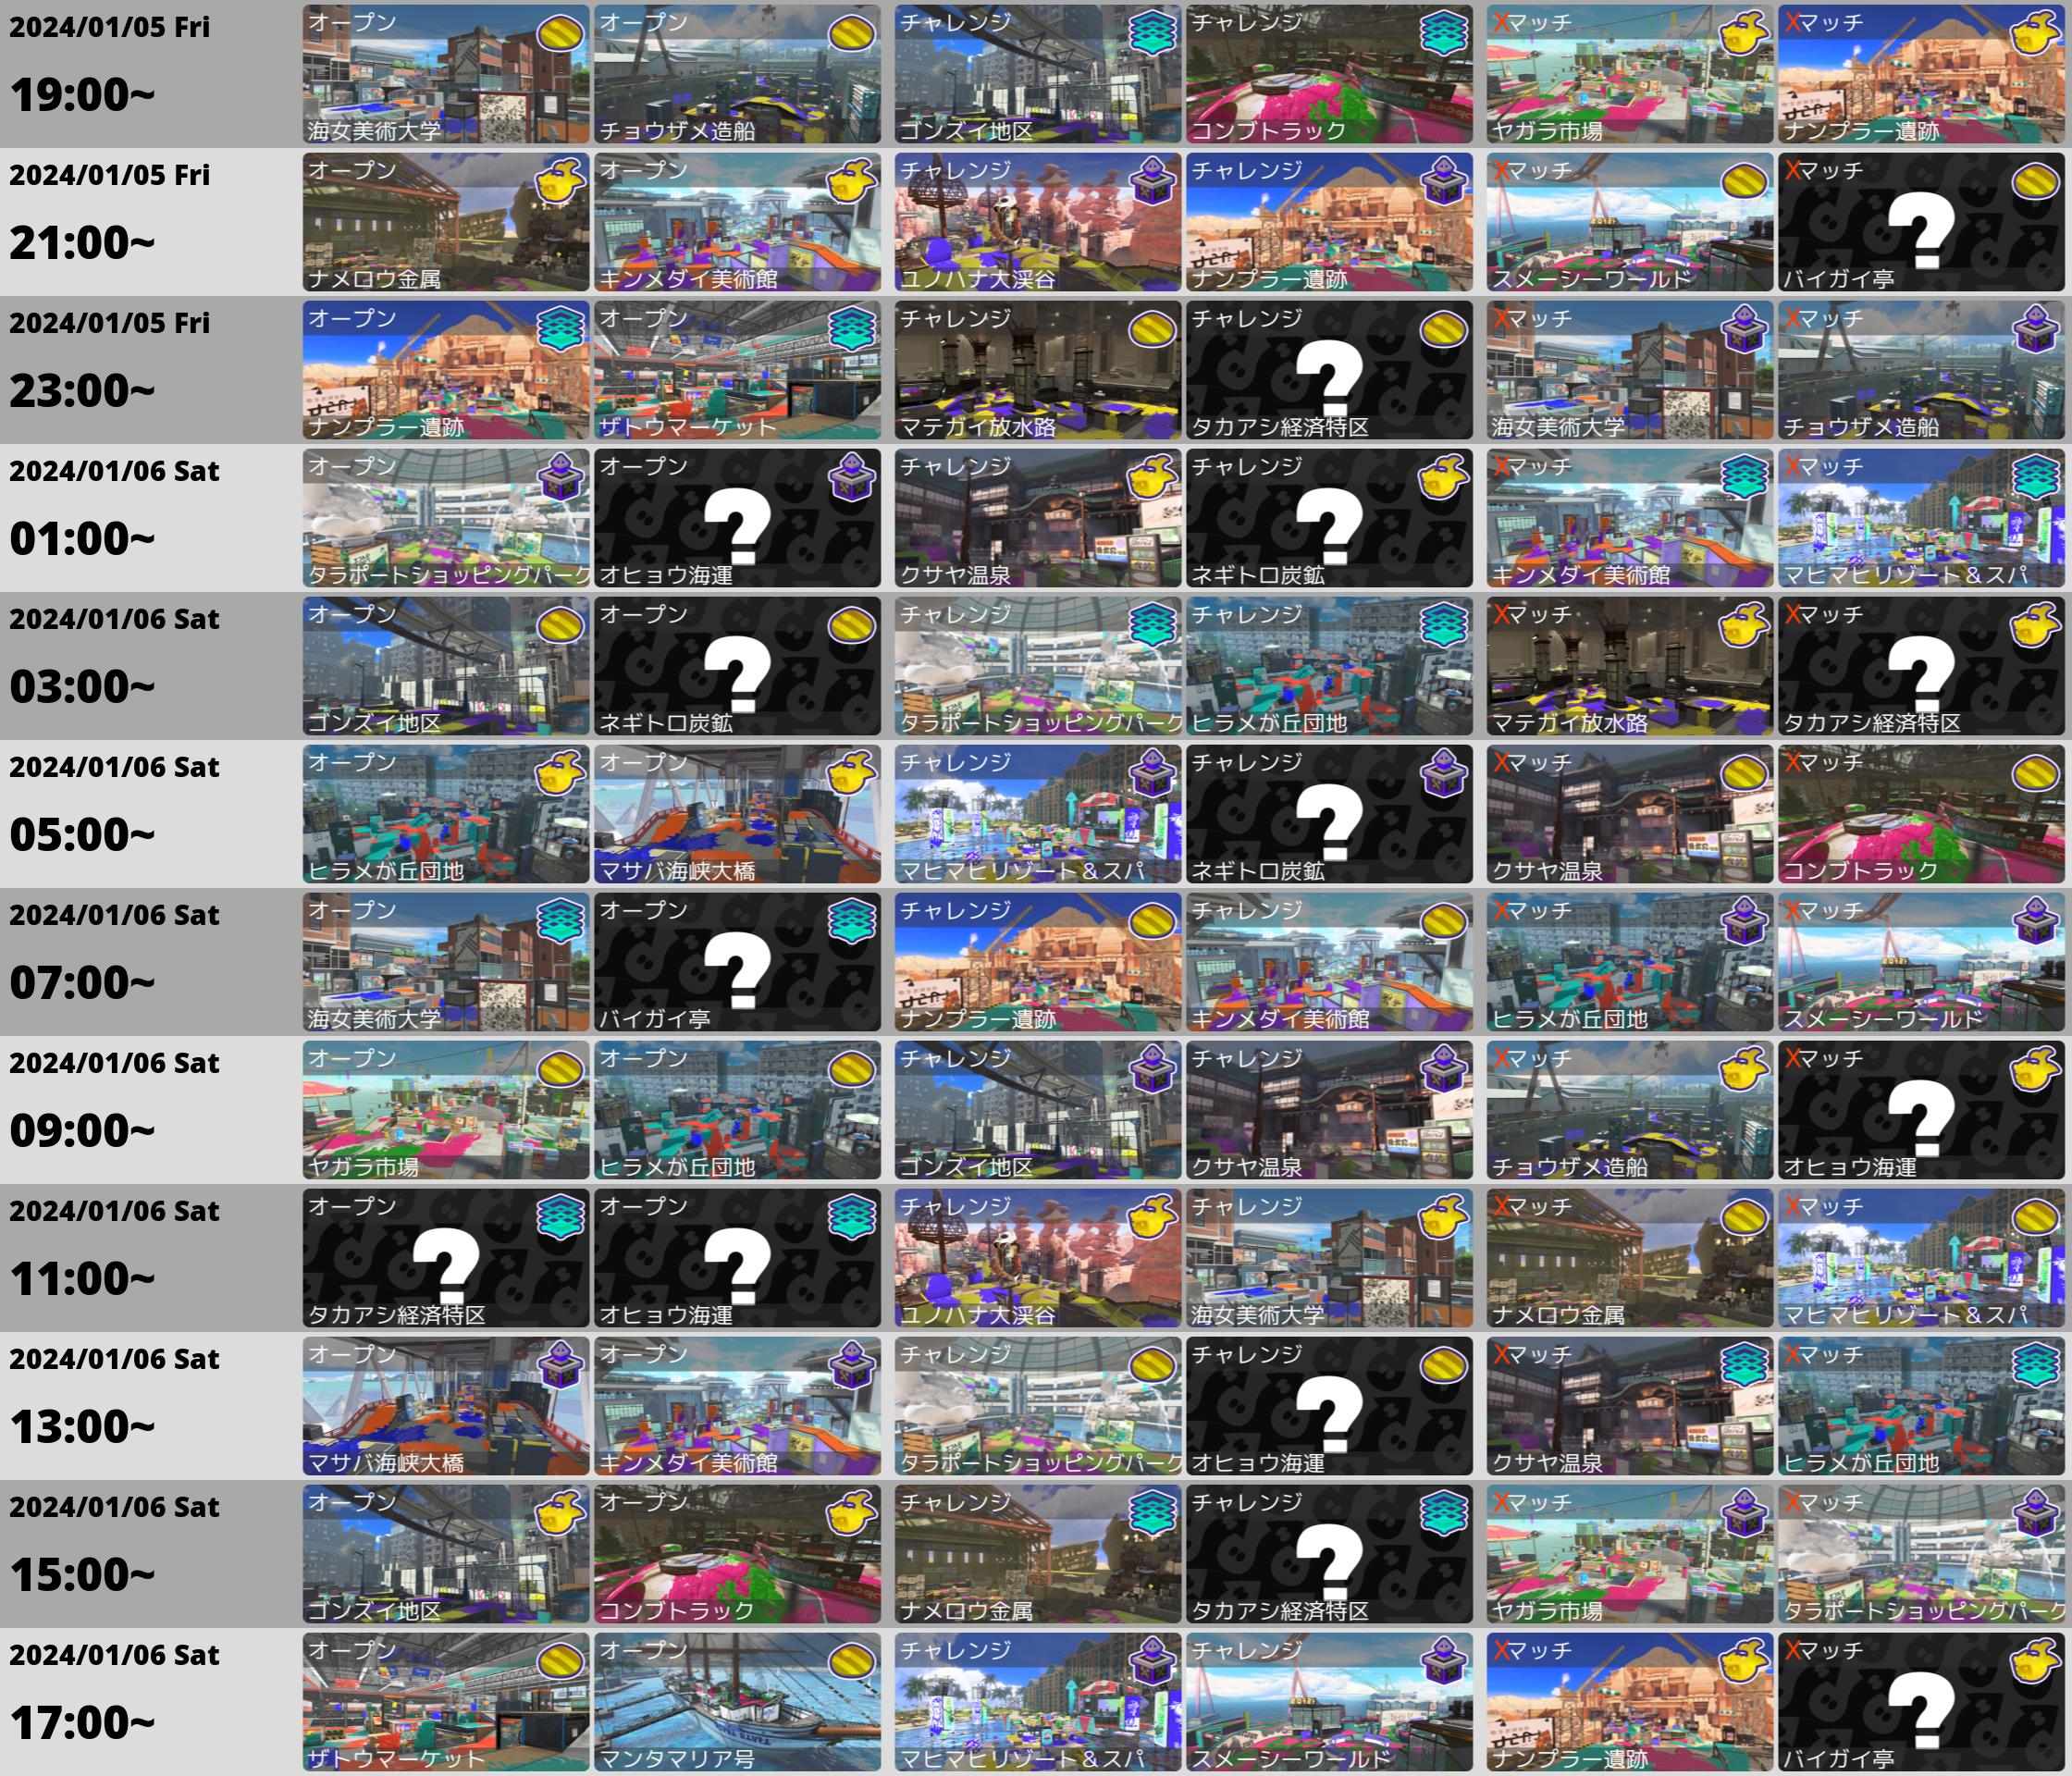 2024/01/05 Fri
19:00~
オープン
海女美術大学
オープン
チョウザメ造船
チャレンジ
ゴンズイ地区
チャレンジ
コンブトラック
Xマッチ
ヤガラ市場
Xマッチ
ナンプラー遺跡
2024/01/05 Fri
21:00~
オープン
ナメロウ金属
オープン
キンメダイ美術館
チャレンジ
ユノハナ大渓谷
チャレンジ
ナンプラー遺跡
Xマッチ
スメーシーワールド
Xマッチ
?
バイガイ亭
2024/01/05 Fri
23:00~
オープン
ナンプラー遺跡
オープン
ザトウマーケット
チャレンジ
マテガイ放水路
チャレンジ
?
タカアシ経済特区
Xマッチ
海女美術大学
Xマッチ
チョウザメ造船
2024/01/06 Sat
01:00~
オープン
タラポートショッピングパーク
オープン
?
オヒョウ海運
チャレンジ
クサヤ温泉
チャレンジ
?
ネギトロ炭鉱
Xマッチ
キンメダイ美術館
Xマッチ
マヒマヒリゾート&スパ
2024/01/06 Sat
03:00~
オープン
ゴンズイ地区
オープン
?
ネギトロ炭鉱
チャレンジ
タラポートショッピングパーク
チャレンジ
ヒラメが丘団地
Xマッチ
マテガイ放水路
Xマッチ
?
タカアシ経済特区
2024/01/06 Sat
05:00~
オープン
ヒラメが丘団地
オープン
マサバ海峡大橋
チャレンジ
マヒマヒリゾート&スパ
チャレンジ
?
ネギトロ炭鉱
Xマッチ
クサヤ温泉
Xマッチ
コンブトラック
2024/01/06 Sat
07:00~
オープン
海女美術大学
オープン
?
バイガイ亭
チャレンジ
ナンプラー遺跡
チャレンジ
キンメダイ美術館
Xマッチ
ヒラメが丘団地
Xマッチ
スメーシーワールド
2024/01/06 Sat
09:00~
オープン
ヤガラ市場
オープン
ヒラメが丘団地
チャレンジ
ゴンズイ地区
チャレンジ
クサヤ温泉
Xマッチ
チョウザメ造船
Xマッチ
?
オヒョウ海運
2024/01/06 Sat
11:00~
オープン
?
タカアシ経済特区
オープン
?
オヒョウ海運
チャレンジ
ユノハナ大渓谷
チャレンジ
海女美術大学
Xマッチ
ナメロウ金属
Xマッチ
マヒマヒリゾート&スパ
2024/01/06 Sat
13:00~
オープン
マサバ海峡大橋
オープン
キンメダイ美術館
チャレンジ
タラポートショッピングパーク
チャレンジ
?
オヒョウ海運
Xマッチ
クサヤ温泉
Xマッチ
ヒラメが丘団地
2024/01/06 Sat
15:00~
オープン
ゴンズイ地区
オープン
コンブトラック
チャレンジ
ナメロウ金属
チャレンジ
?
タカアシ経済特区
Xマッチ
ヤガラ市場
Xマッチ
タラポートショッピングパーク
2024/01/06 Sat
17:00~
オープン
ザトウマーケット
オープン
マンタマリア号
チャレンジ
マヒマヒリゾート&スパ
チャレンジ
スメーシーワールド
Xマッチ
ナンプラー遺跡
Xマッチ
?
バイガイ亭